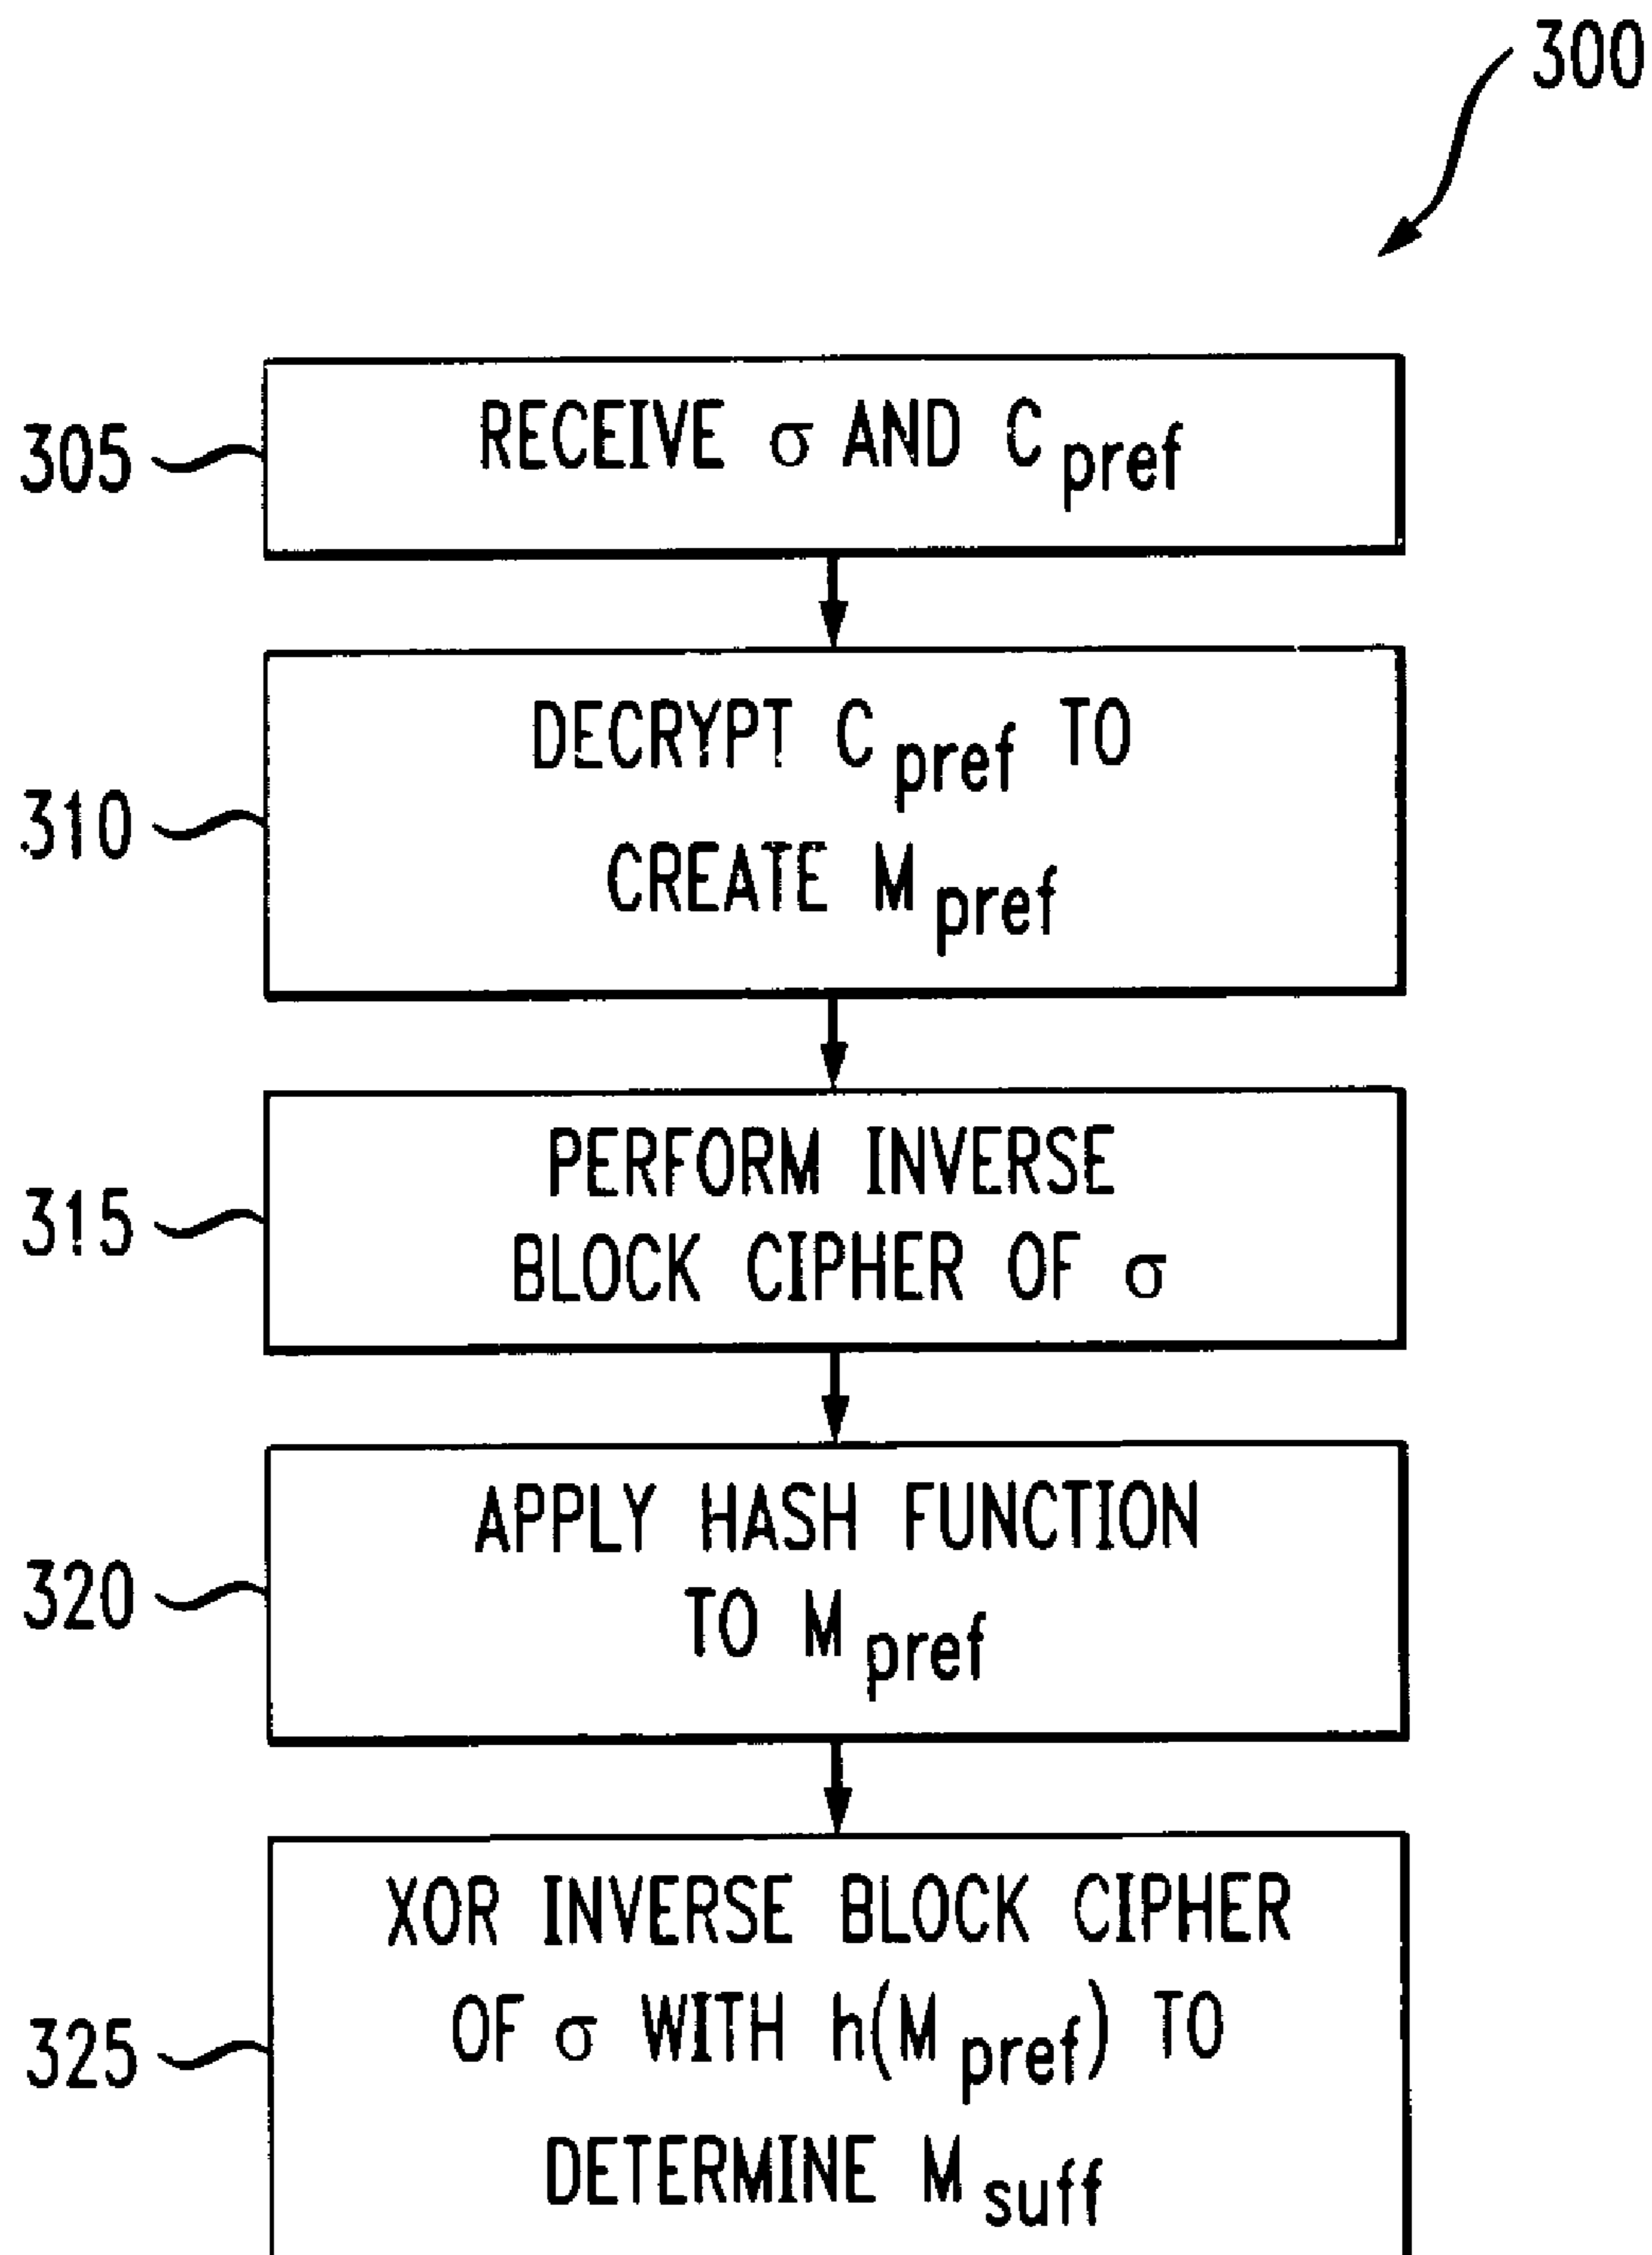 300
305
RECEIVE σ AND C pref
310
DECRYPT C pref TO
CREATE M pref
315
PERFORM INVERSE
BLOCK CIPHER OF σ
320
APPLY HASH FUNCTION
TO M pref
325
XOR INVERSE BLOCK CIPHER
OF σ WITH h(M pref) TO
DETERMINE M suff